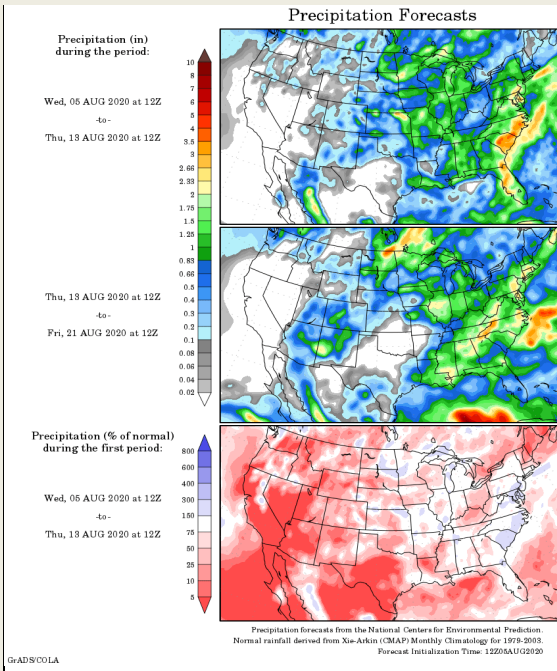 Precipitation Forecasts
Precipitation (in)
during the period:
Wed, 05 AUG 2020 at 12Z
-to-
Thu, 13 AUG 2020 at 12Z
10
8
7
6
5
4
3.5
3
2.66
2.33
2
1.75
1.5
1.25
1
0.83
0.66
0.5
0.4
0.3
0.2
0.1
0.08
0.06
0.04
0.02
Thu, 13 AUG 2020 at 12Z
-to-
Fri, 21 AUG 2020 at 12Z
Precipitation (% of normal)
during the first period:
Wed, 05 AUG 2020 at 12Z
-to-
Thu, 13 AUG 2020 at 12Z
800
600
400
300
150
75
50
25
10
5
Precipitation forecasts from the National Centers for Environmental Prediction.
Normal rainfall derived from Xie-Arkin (CMAP) Monthly Climatology for 1979-2003.
Forecast Initialization Time: 12Z05AUG2020
GrADS/COLA